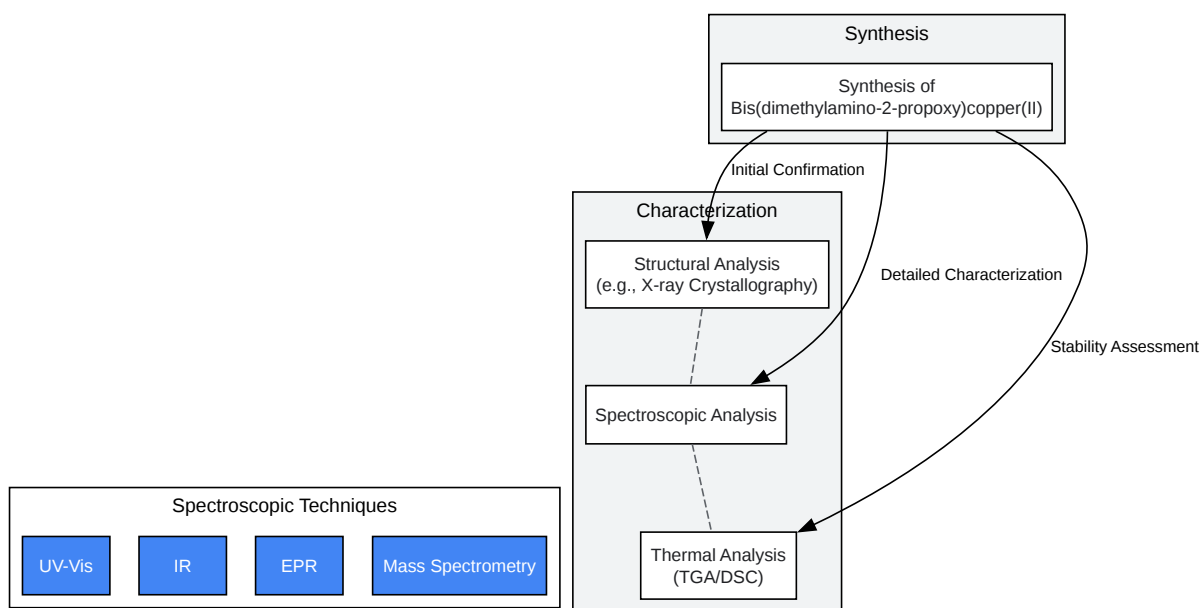 Synthesis
Synthesis of
Bis(dimethylamino-2-propoxy)copper(II)
Initial Confirmation
Characterization
Structural Analysis
(e.g., X-ray Crystallography)
Detailed Characterization
Stability Assessment
Spectroscopic Analysis
Spectroscopic Techniques
UV-Vis
IR
EPR
Mass Spectrometry
Thermal Analysis
(TGA/DSC)